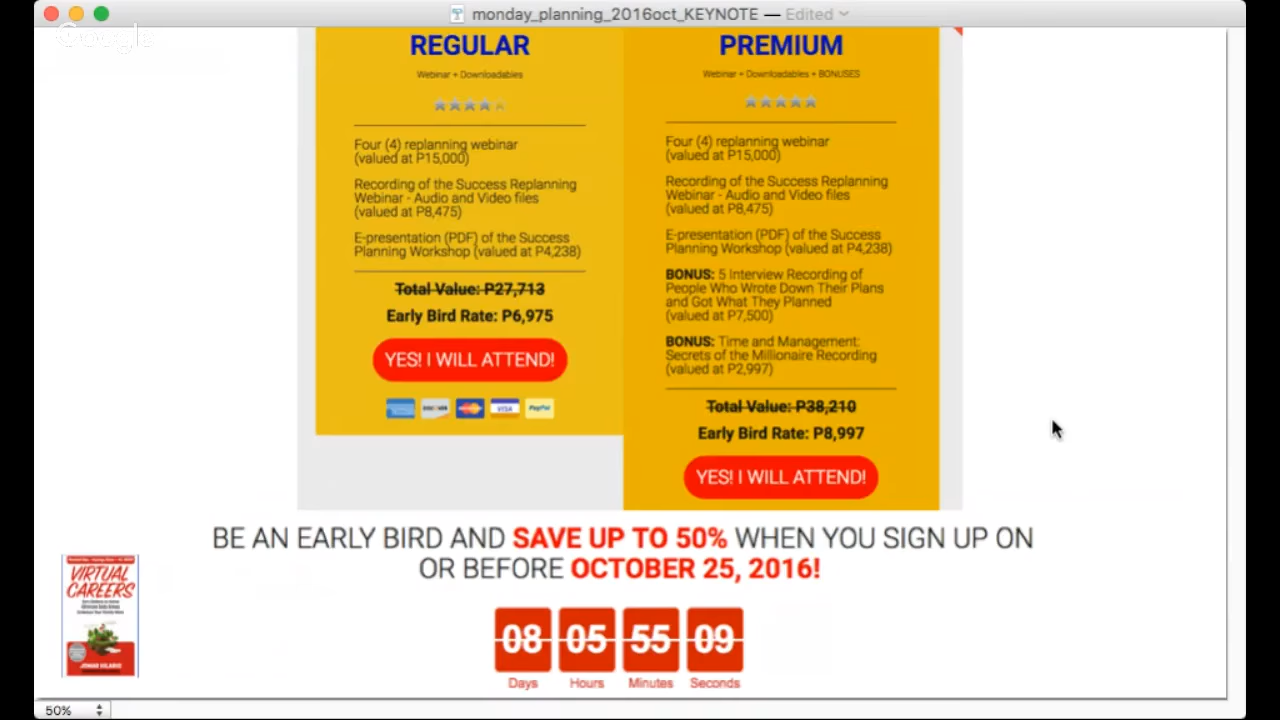 monday_planning_2016oct_KEYNOTE — Edited
Google
REGULAR
Webinar + Downloadables
Four (4) replanning webinar
(valued at P15,000)
Recording of the Success Replanning
Webinar - Audio and Video files
(valued at P8,475)
E-presentation (PDF) of the Success
Planning Workshop (valued at P4,238)
Total Value: P27,713
Early Bird Rate: P6,975
YES! I WILL ATTEND!
DISCOVER
VISA
PayPal
PREMIUM
Webinar + Downloadables + BONUSES
Four (4) replanning webinar
(valued at P15,000)
Recording of the Success Replanning
Webinar - Audio and Video files
(valued at P8,475)
E-presentation (PDF) of the Success
Planning Workshop (valued at P4,238)
BONUS: 5 Interview Recording of
People Who Wrote Down Their Plans
and Got What They Planned
(valued at P7,500)
BONUS: Time and Management:
Secrets of the Millionaire Recording
(valued at P2,997)
Total Value: P38,210
Early Bird Rate: P8,997
YES! I WILL ATTEND!
BE AN EARLY BIRD AND SAVE UP TO 50% WHEN YOU SIGN UP ON
OR BEFORE OCTOBER 25, 2016!
VIRTUAL
CAREERS
JOMAR HILARIO
08 05 55 09
Days Hours Minutes Seconds
50%